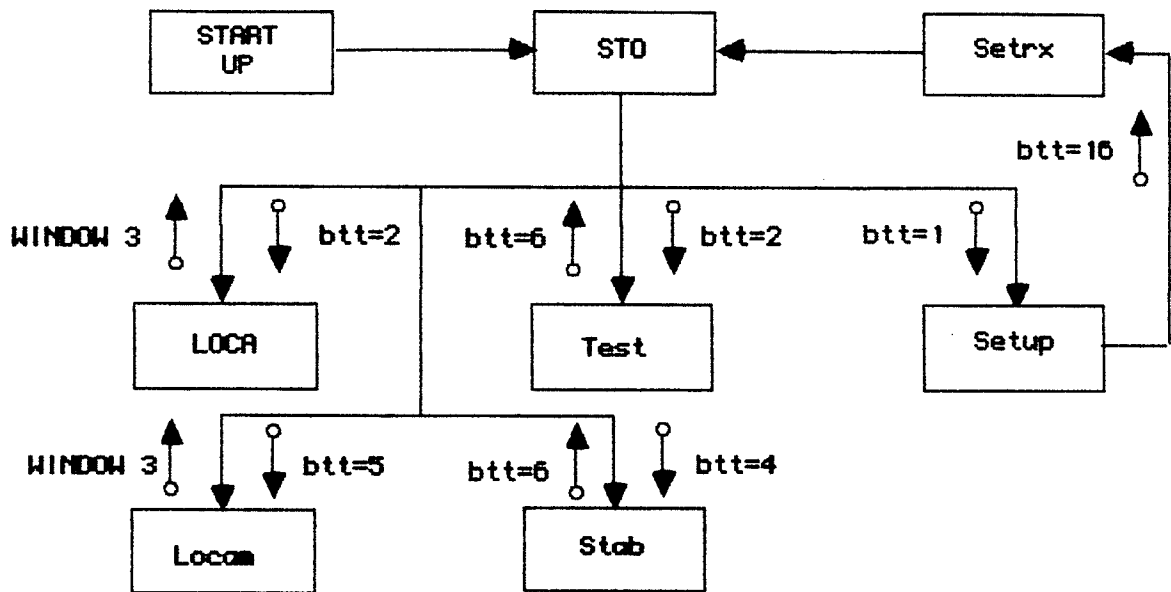 START
UP
STO
Setrx
btt=16
WINDOW 3
btt=2
btt=6
btt=2
btt=1
LOCA
Test
Setup
WINDOW 3
btt=5
btt=6
btt=4
Locam
Stab